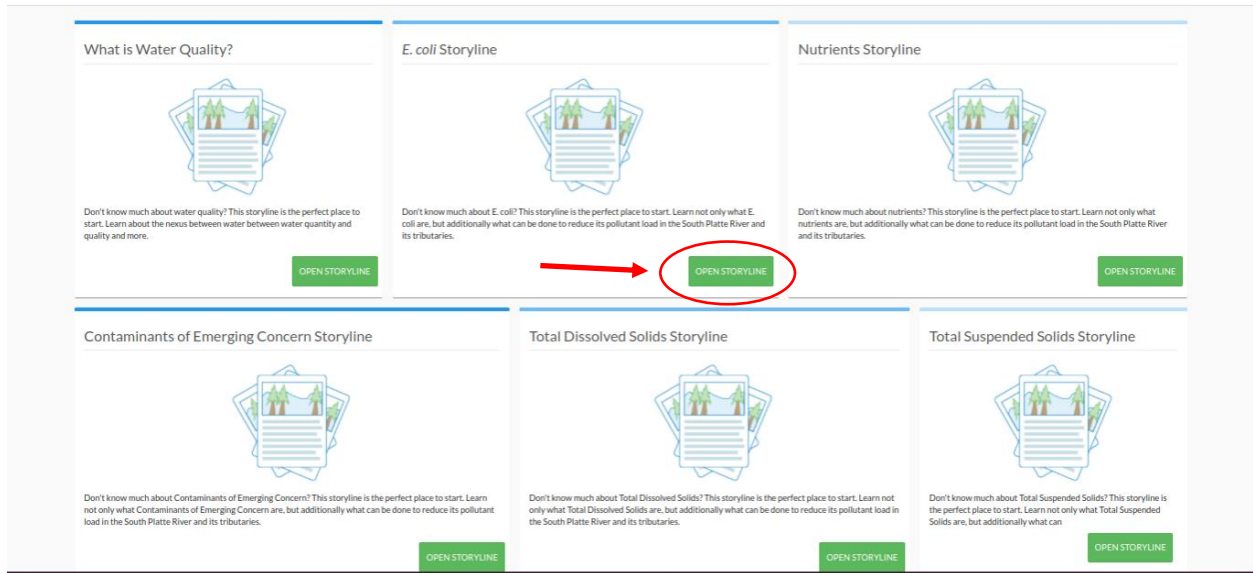 What is Water Quality?
Don't know much about water quality? This storyline is the perfect place to
start. Learn about the nexus between water between water quantity and
quality and more.
OPEN STORYLINE
E. coli Storyline
Don't know much about E. coli? This storyline is the perfect place to start. Learn not only what E.
coli are, but additionally what can be done to reduce its pollutant load in the South Platte River and
its tributaries.
OPEN STORYLINE
Nutrients Storyline
Don't know much about nutrients? This storyline is the perfect place to start. Learn not only what
nutrients are, but additionally what can be done to reduce its pollutant load in the South Platte River
and its tributaries.
OPEN STORYLINE
Contaminants of Emerging Concern Storyline
Don't know much about Contaminants of Emerging Concern? This storyline is the perfect place to start. Learn
not only what Contaminants of Emerging Concern are, but additionally what can be done to reduce its pollutant
load in the South Platte River and its tributaries.
OPEN STORYLINE
Total Dissolved Solids Storyline
Don't know much about Total Dissolved Solids? This storyline is the perfect place to start. Learn not
only what Total Dissolved Solids are, but additionally what can be done to reduce its pollutant load in
the South Platte River and its tributaries.
OPEN STORYLINE
Total Suspended Solids Storyline
Don't know much about Total Suspended Solids? This storyline is
the perfect place to start. Learn not only what Total Suspended
Solids are, but additionally what can
OPEN STORYLINE